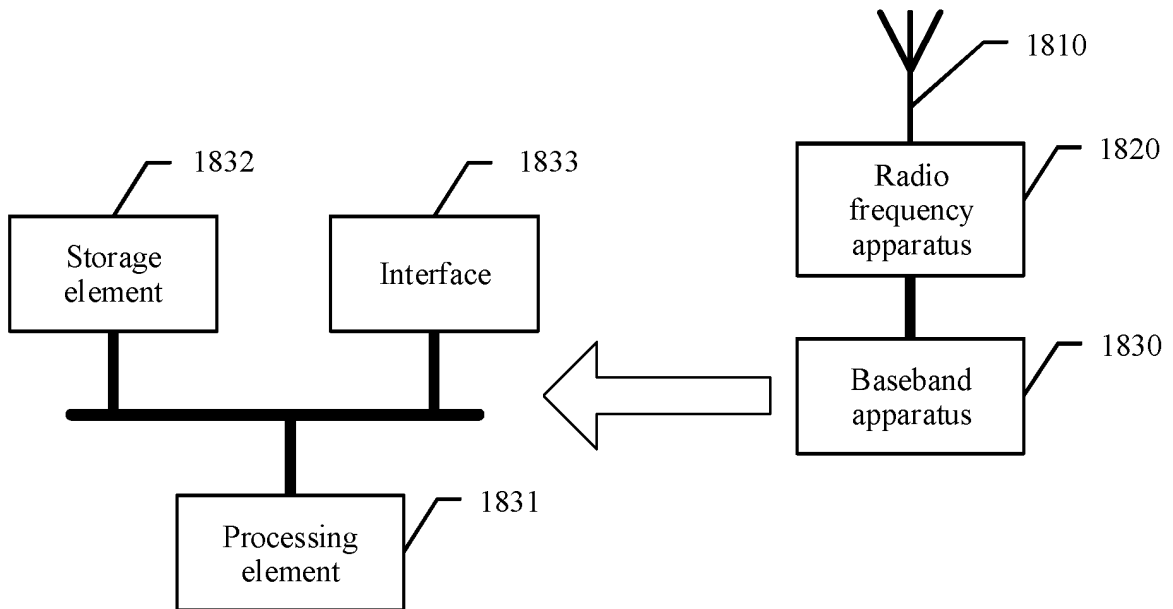 1810
1832
1833
1820
Radio
frequency
apparatus
Storage
element
Interface
1830
Baseband
apparatus
1831
Processing
element